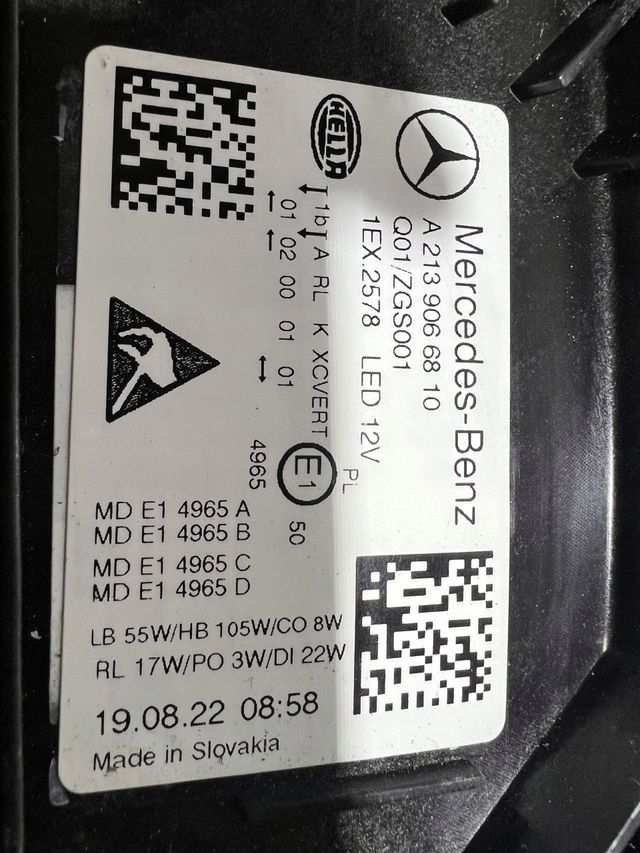 HELLA
Mercedes-Benz
A 213 906 68 10
Q01/ZGS001
1EX.2578 LED 12V
1b A RL K XCVERT PL
01 02 00 01 01
E1
50
4965
MD E1 4965 A
MD E1 4965 B
MD E1 4965 C
MD E1 4965 D
LB 55W/HB 105W/CO 8W
RL 17W/PO 3W/DI 22W
19.08.22 08:58
Made in Slovakia